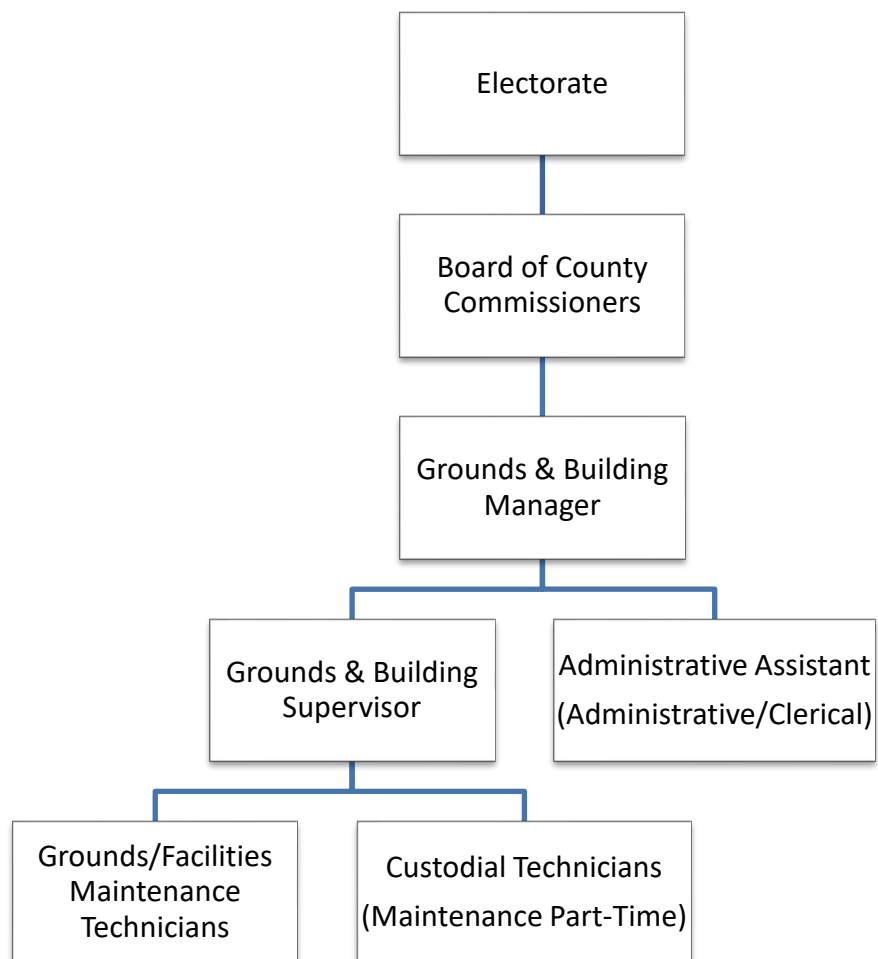 Electorate
Board of County
Commissioners
Grounds & Building
Manager
Grounds & Building
Supervisor
Administrative Assistant
(Administrative/Clerical)
Grounds/Facilities
Maintenance
Technicians
Custodial Technicians
(Maintenance Part-Time)